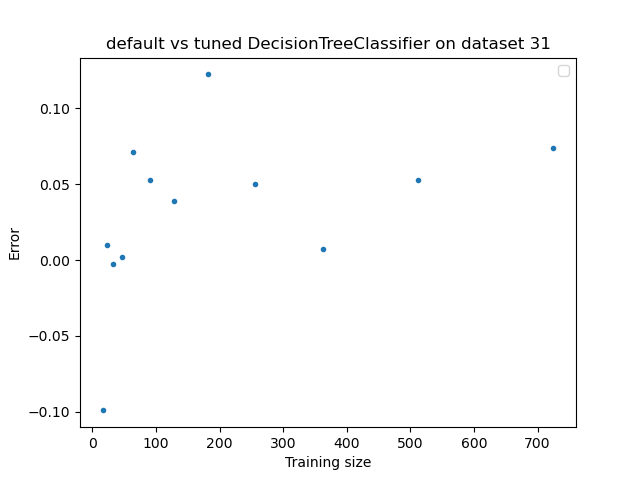 default vs tuned DecisionTreeClassifier on dataset 31
0.10
0.05
0.00
−0.05
−0.10
Error
0 100 200 300 400 500 600 700
Training size